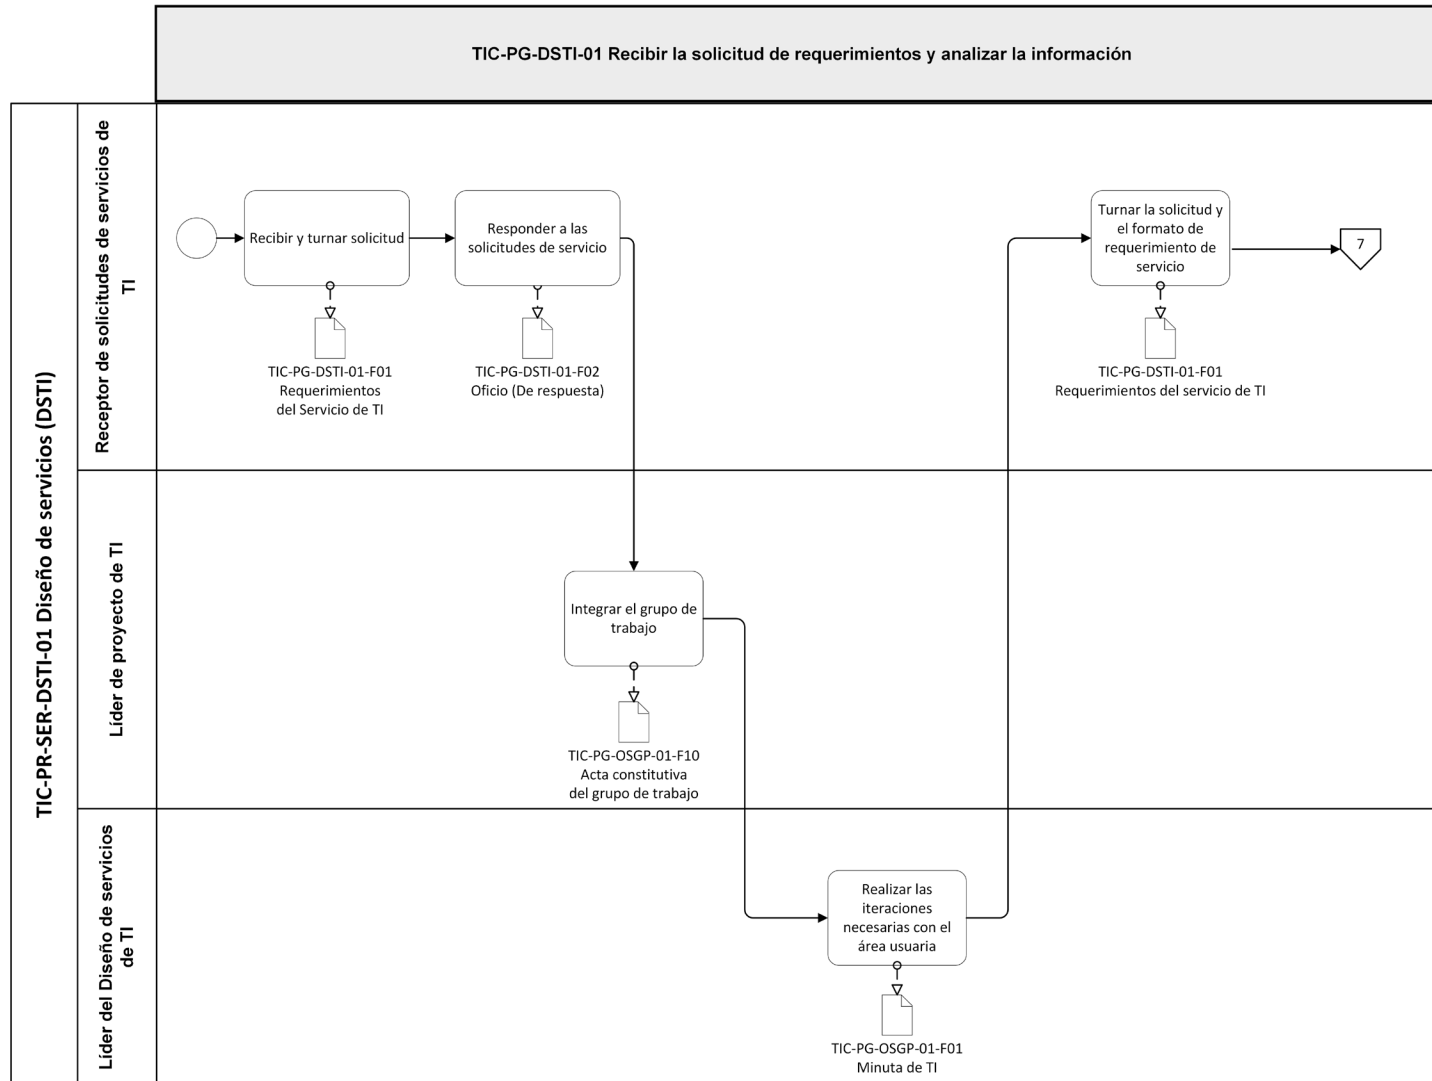 TIC-PG-DSTI-01 Recibir la solicitud de requerimientos y analizar la información
TIC-PR-SER-DSTI-01 Diseño de servicios (DSTI)
Receptor de solicitudes de servicios de
TI
Recibir y turnar solicitud
TIC-PG-DSTI-01-F01
Requerimientos
del Servicio de TI
Responder a las
solicitudes de servicio
TIC-PG-DSTI-01-F02
Oficio (De respuesta)
Turnar la solicitud y
el formato de
requerimiento de
servicio
TIC-PG-DSTI-01-F01
Requerimientos del servicio de TI
7
Líder de proyecto de TI
Integrar el grupo de
trabajo
TIC-PG-OSGP-01-F10
Acta constitutiva
del grupo de trabajo
Líder del Diseño de servicios
de TI
Realizar las
iteraciones
necesarias con el
área usuaria
TIC-PG-OSGP-01-F01
Minuta de TI